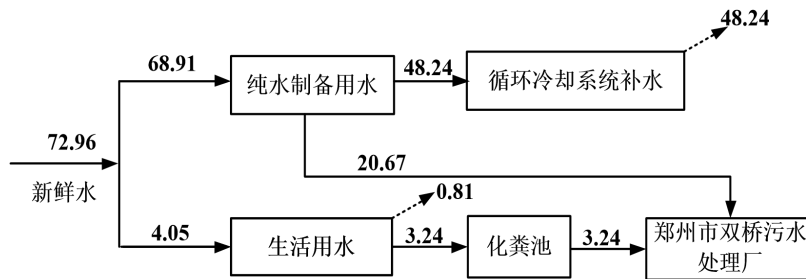 48.24
68.91
纯水制备用水
48.24
循环冷却系统补水
72.96
新鲜水
20.67
0.81
4.05
生活用水
3.24
化粪池
3.24
郑州市双桥污水
处理厂